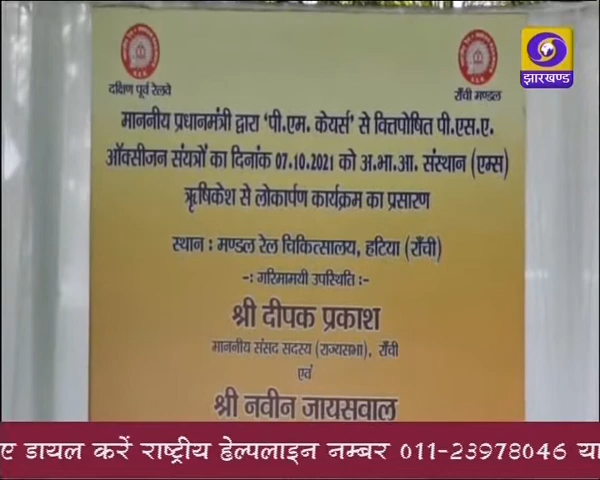 झारखण्ड
दक्षिण पूर्व रेलवे
राँची मण्डल
माननीय प्रधानमंत्री द्वारा 'पी.एम. केयर्स' से वित्तपोषित पी.एस.ए.
ऑक्सीजन संयत्रों का दिनांक 07.10.2021 को अ.भा.आ. संस्थान (एम्स)
ऋृषिकेश से लोकार्पण कार्यक्रम का प्रसारण
स्थान : मण्डल रेल चिकित्सालय, हटिया (राँची)
-: गरिमामयी उपस्थिति :-
श्री दीपक प्रकाश
माननीय संसद सदस्य (राज्यसभा), राँची
एवं
श्री नवीन जायसवाल
ए डायल करें राष्ट्रीय हेल्पलाइन नम्बर 011-23978046 या